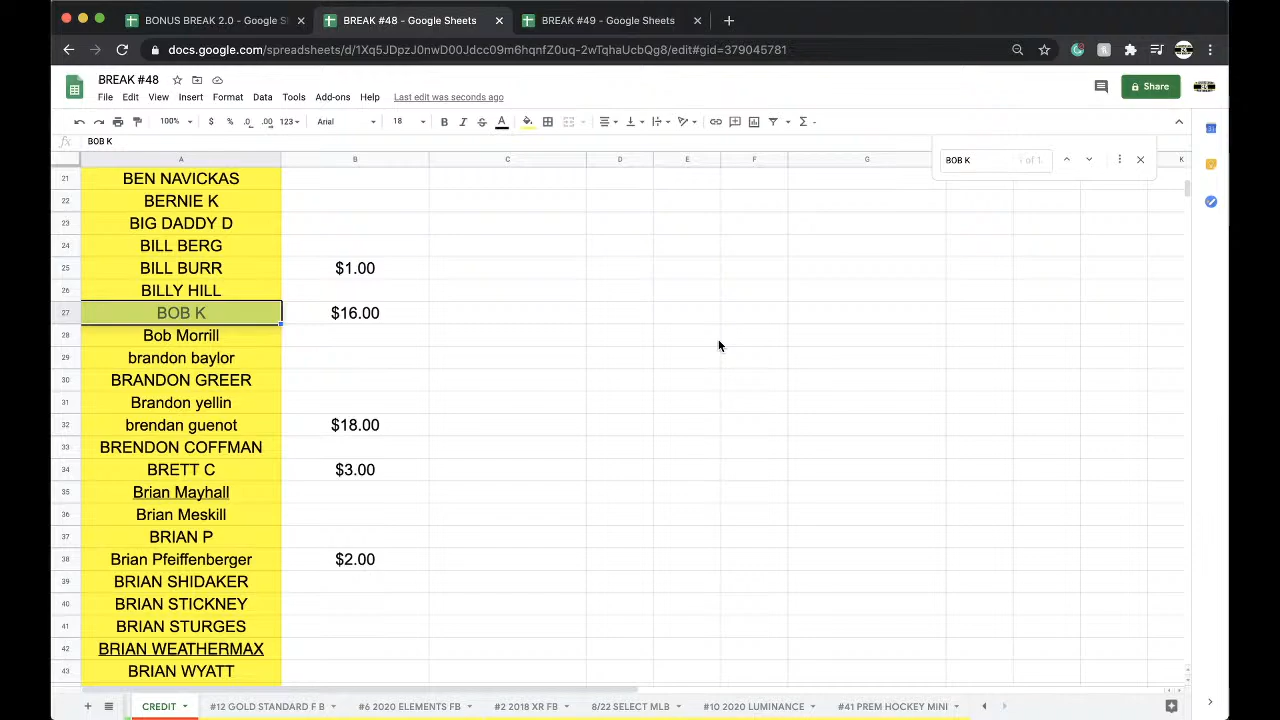 BONUS BREAK 2.0 - Google S
BREAK #48 - Google Sheets
BREAK #49 - Google Sheets
docs.google.com/spreadsheets/d/1Xq5JDpzJ0nwD00Jdcc09m6hqnfZ0uq-2wTqhaUcbQg8/edit#gid=379045781
BREAK #48
File Edit View Insert Format Data Tools Add-ons Help Last edit was seconds ago
Share
100% $ % .0 .00 123 Arial 18 B I S A
fx BOB K
BOB K
A B C D E F G K
21 BEN NAVICKAS
22 BERNIE K
23 BIG DADDY D
24 BILL BERG
25 BILL BURR $1.00
26 BILLY HILL
27 BOB K $16.00
28 Bob Morrill
29 brandon baylor
30 BRANDON GREER
31 Brandon yellin
32 brendan guenot $18.00
33 BRENDON COFFMAN
34 BRETT C $3.00
35 Brian Mayhall
36 Brian Meskill
37 BRIAN P
38 Brian Pfeiffenberger $2.00
39 BRIAN SHIDAKER
40 BRIAN STICKNEY
41 BRIAN STURGES
42 BRIAN WEATHERMAX
43 BRIAN WYATT
CREDIT #12 GOLD STANDARD F B #6 2020 ELEMENTS FB #2 2018 XR FB 8/22 SELECT MLB #10 2020 LUMINANCE #41 PREM HOCKEY MINI